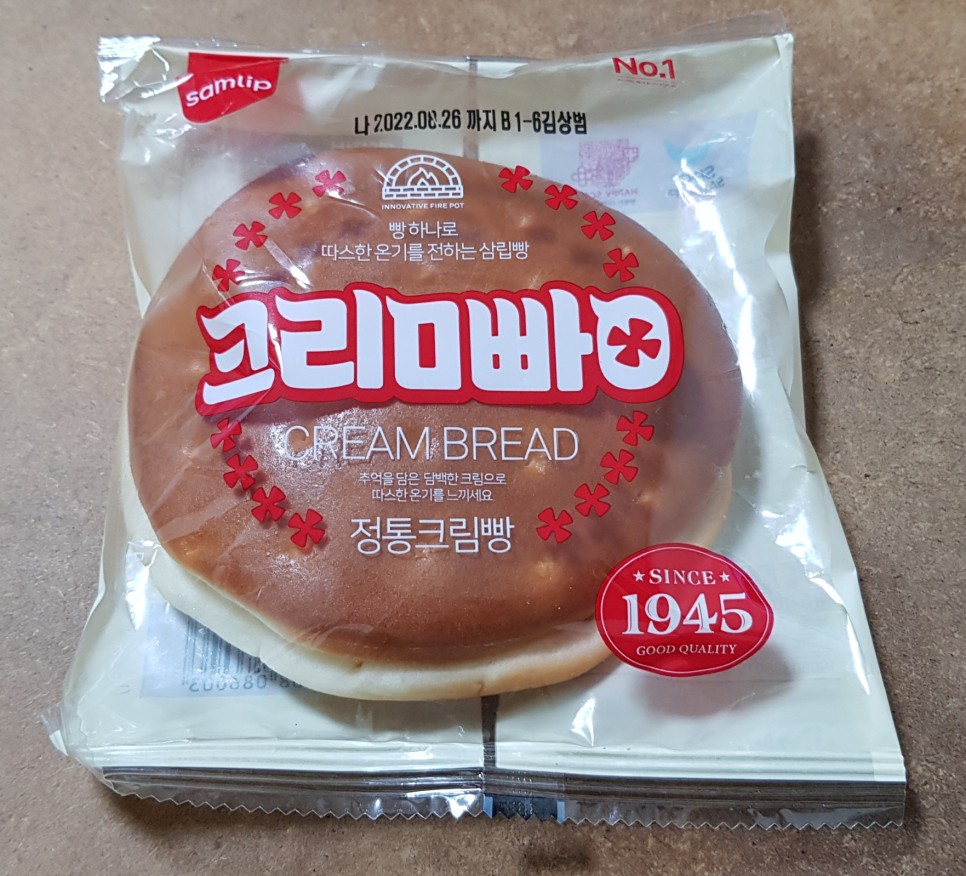 samlip
No.1
나 2022.08.26 까지 B 1-6김상범
INNOVATIVE FIRE POT
빵 하나로
따스한 온기를 전하는 삼립빵
크리ㅁ빠ㅇ
CREAM BREAD
추억을 담은 담백한 크림으로
따스한 온기를 느끼세요
정통크림빵
SINCE
1945
GOOD QUALITY